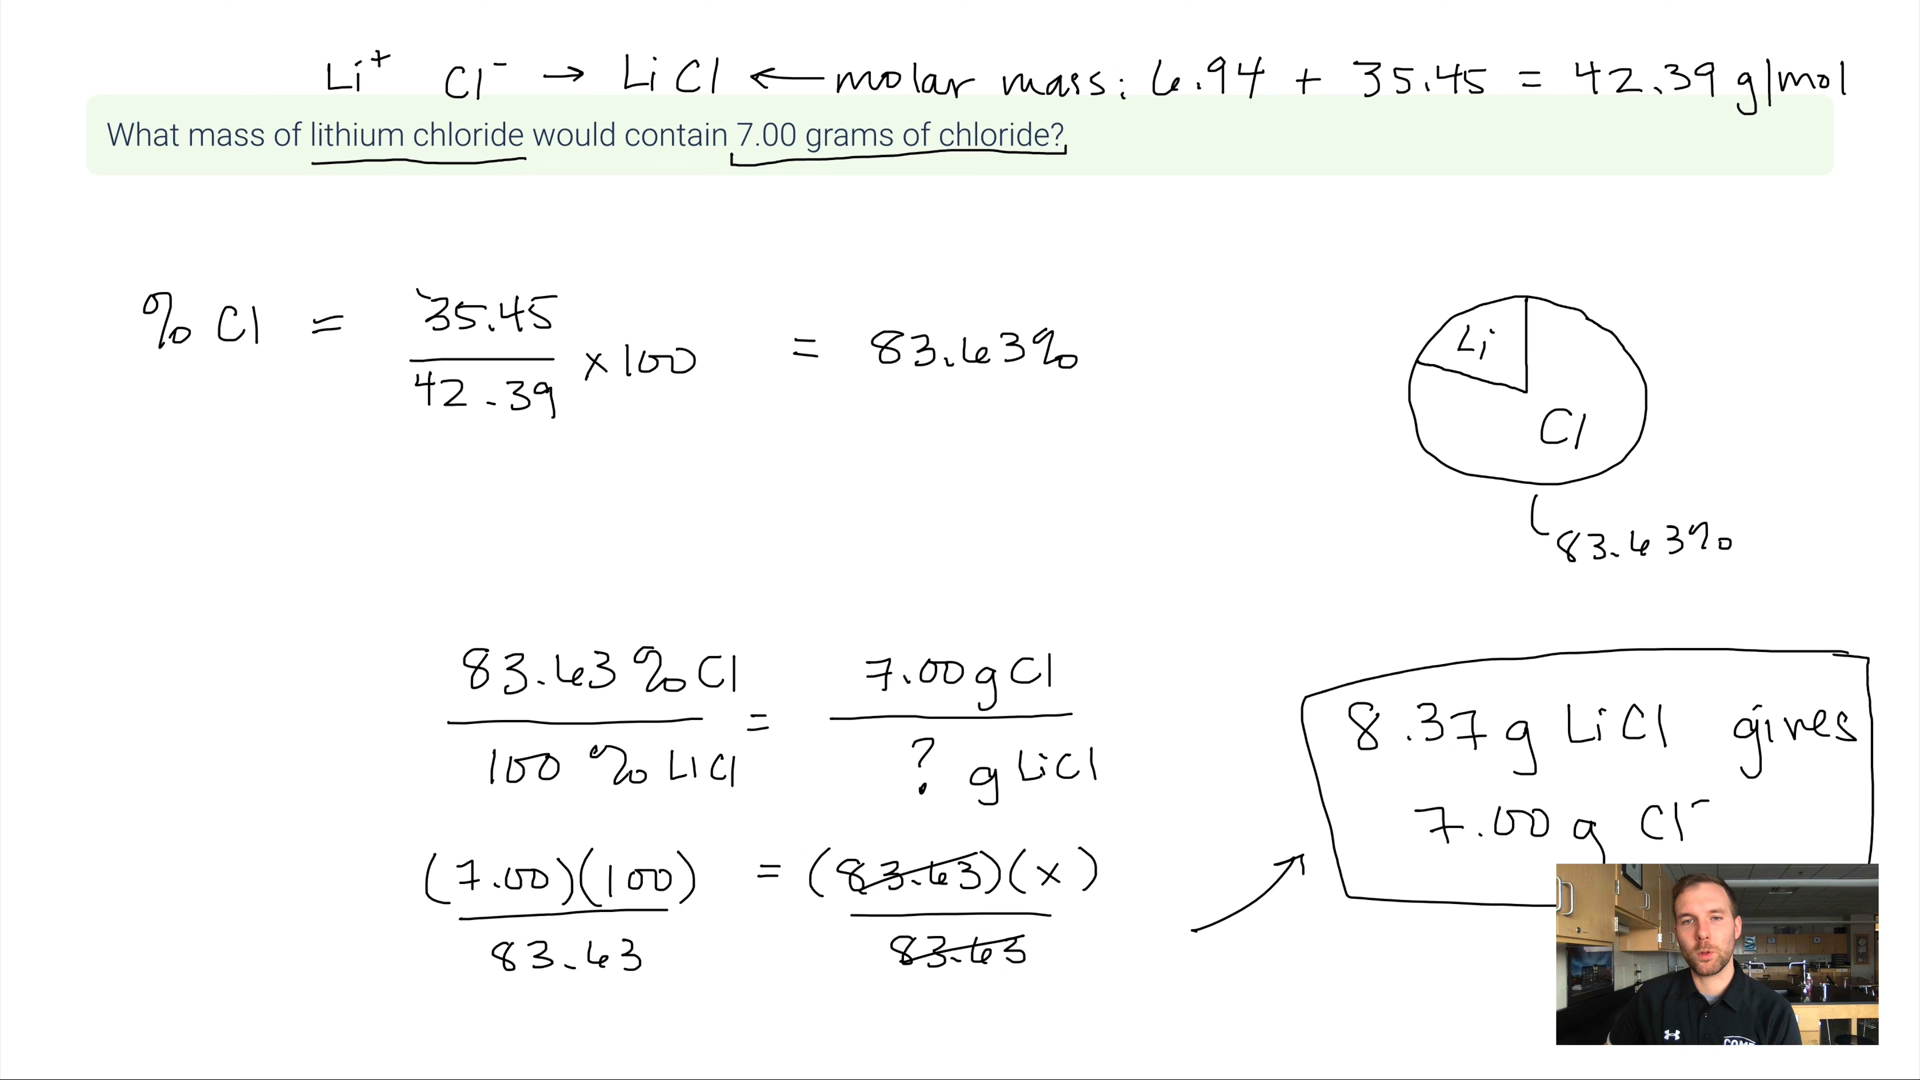 Li⁺ Cl⁻ → LiCl ← molar mass: 6.94 + 35.45 = 42.39 g/mol
What mass of lithium chloride would contain 7.00 grams of chloride?
% Cl = 35.45 / 42.39 × 100 = 83.63%
Li
Cl
83.63%
83.63% Cl / 100 % LiCl = 7.00 g Cl / ? g LiCl
(7.00)(100) / 83.63 = (83.63)(x) / 83.63
8.37 g LiCl gives
7.00 g Cl⁻